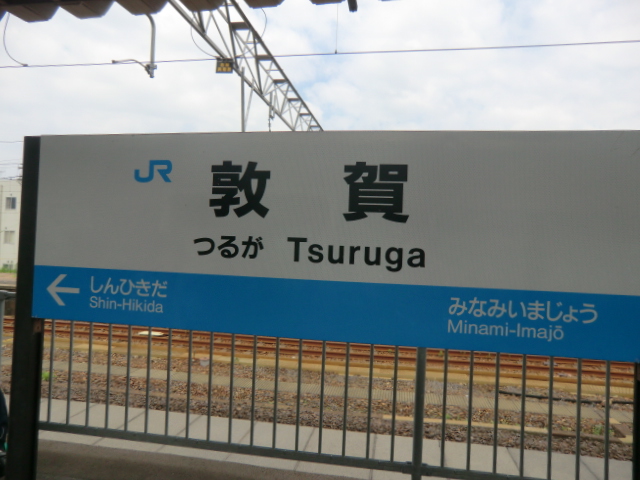 JR 敦賀
つるが Tsuruga
← しんひきだ
Shin-Hikida
みなみいまじょう
Minami-Imajō